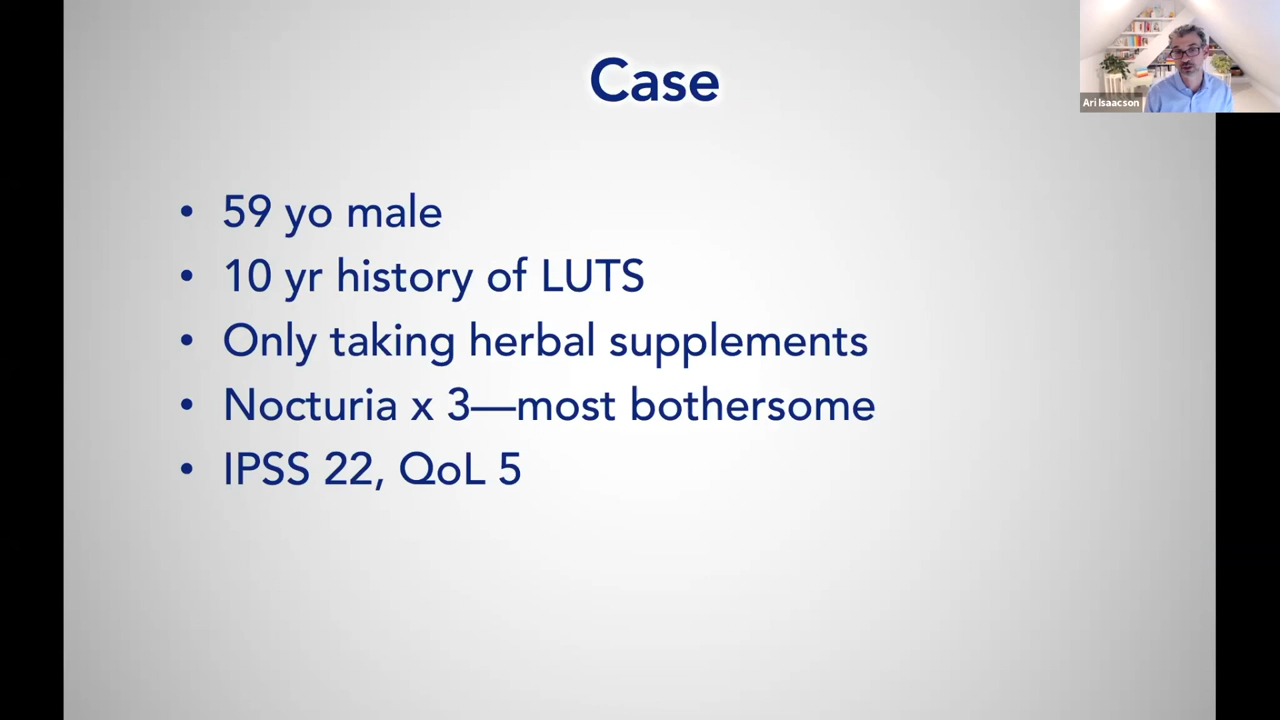 Case
• 59 yo male
• 10 yr history of LUTS
• Only taking herbal supplements
• Nocturia x 3—most bothersome
• IPSS 22, QoL 5
Ari Isaacson